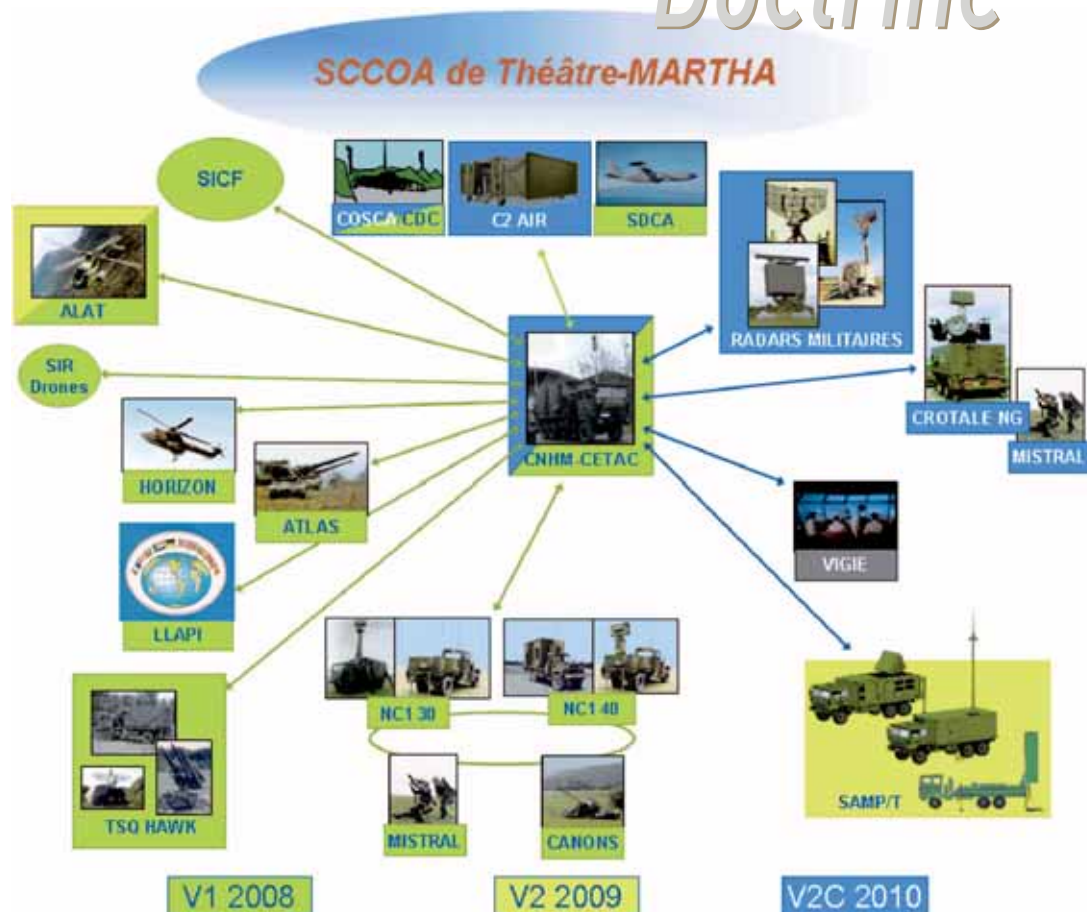 Doctrine
SCCOA de Théâtre-MARTHA
SICF
COSCA/CDC
C2 AIR
SDCA
ALAT
RADARS MILITAIRES
SIR
Drones
CROTALE NG
MISTRAL
HORIZON
CNHM-CETAC
ATLAS
VIGIE
LLAPI
NC1 30
NC1 40
TSQ HAWK
MISTRAL
CANONS
SAMP/T
V1 2008
V2 2009
V2C 2010